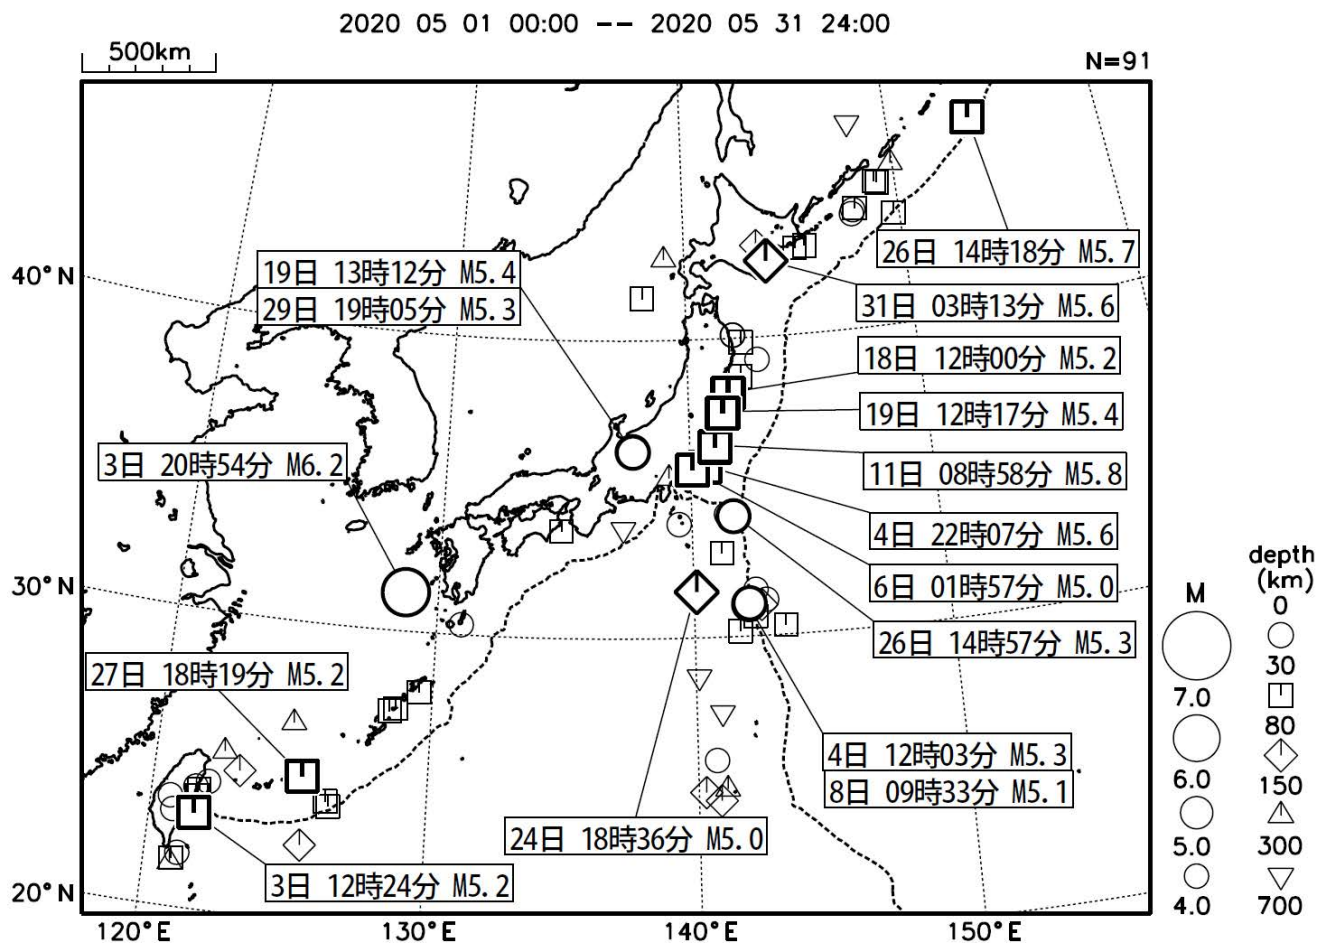 2020 05 01 00:00 -- 2020 05 31 24:00
500km
N=91
26日 14時18分 M5.7
19日 13時12分 M5.4
29日 19時05分 M5.3
40°N
31日 03時13分 M5.6
18日 12時00分 M5.2
19日 12時17分 M5.4
3日 20時54分 M6.2
11日 08時58分 M5.8
4日 22時07分 M5.6
6日 01時57分 M5.0
30°N
26日 14時57分 M5.3
27日 18時19分 M5.2
4日 12時03分 M5.3
8日 09時33分 M5.1
24日 18時36分 M5.0
3日 12時24分 M5.2
20°N
120°E
130°E
140°E
150°E
M
7.0
6.0
5.0
4.0
depth
(km)
0
30
80
150
300
700